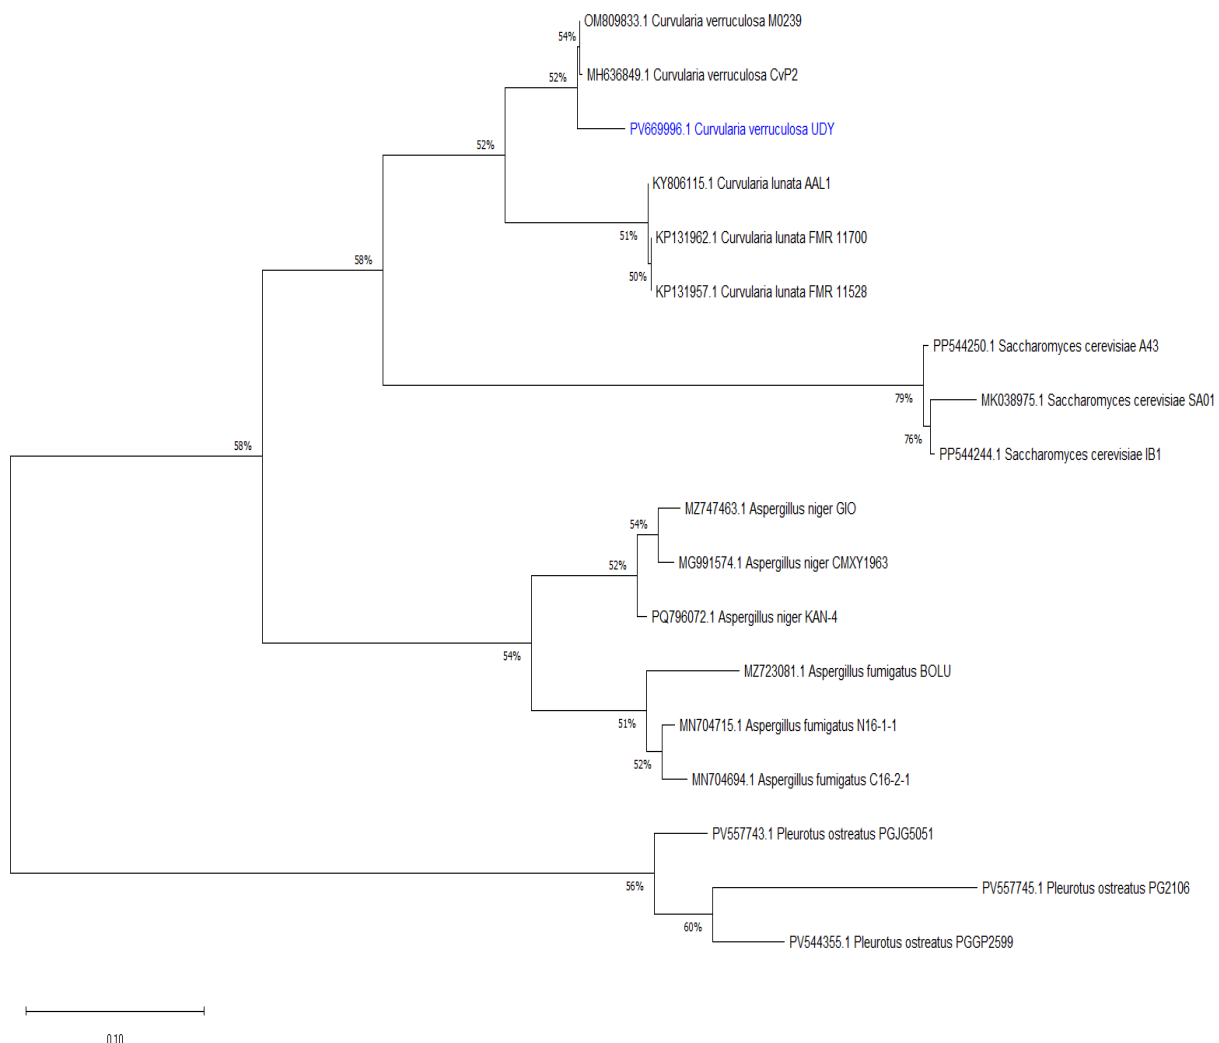 OM809833.1 Curvularia verruculosa M0239
54%
MH636849.1 Curvularia verruculosa CvP2
52%
PV669996.1 Curvularia verruculosa UDY
52%
KY806115.1 Curvularia lunata AAL1
KP131962.1 Curvularia lunata FMR 11700
51%
58%
50%
KP131957.1 Curvularia lunata FMR 11528
PP544250.1 Saccharomyces cerevisiae A43
79%
MK038975.1 Saccharomyces cerevisiae SA01
76%
58%
PP544244.1 Saccharomyces cerevisiae IB1
MZ747463.1 Aspergillus niger GIO
54%
52%
MG991574.1 Aspergillus niger CMXY1963
PQ796072.1 Aspergillus niger KAN-4
54%
MZ723081.1 Aspergillus fumigatus BOLU
51%
MN704715.1 Aspergillus fumigatus N16-1-1
52%
MN704694.1 Aspergillus fumigatus C16-2-1
PV557743.1 Pleurotus ostreatus PGJG5051
56%
PV557745.1 Pleurotus ostreatus PG2106
60%
PV544355.1 Pleurotus ostreatus PGGP2599
0.10